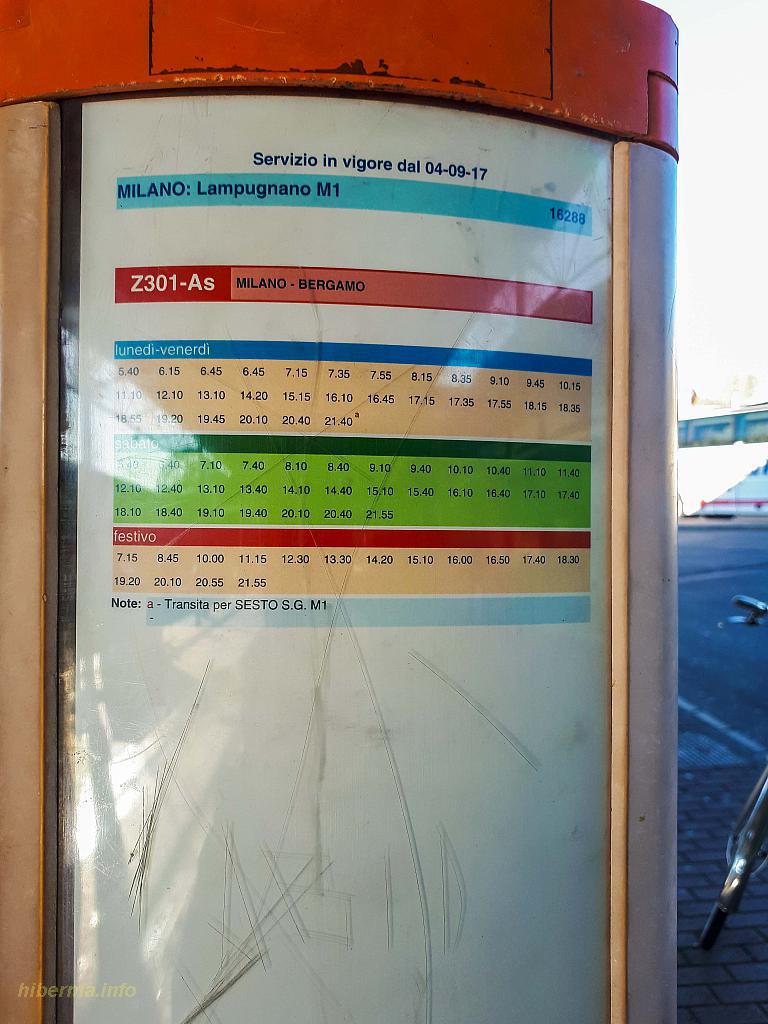 Servizio in vigore dal 04-09-17
MILANO: Lampugnano M1
16288
Z301-As MILANO - BERGAMO
lunedì-venerdì
5.40 6.15 6.45 6.45 7.15 7.35 7.55 8.15 8.35 9.10 9.45 10.15
11.10 12.10 13.10 14.20 15.15 16.10 16.45 17.15 17.35 17.55 18.15 18.35
18.55 19.20 19.45 20.10 20.40 21.40 a
sabato
6.40 7.10 7.40 8.10 8.40 9.10 9.40 10.10 10.40 11.10 11.40
12.10 12.40 13.10 13.40 14.10 14.40 15.10 15.40 16.10 16.40 17.10 17.40
18.10 18.40 19.10 19.40 20.10 20.40 21.55
festivo
7.15 8.45 10.00 11.15 12.30 13.30 14.20 15.10 16.00 16.50 17.40 18.30
19.20 20.10 20.55 21.55
Note: a - Transita per SESTO S.G. M1
-
hibernia.info